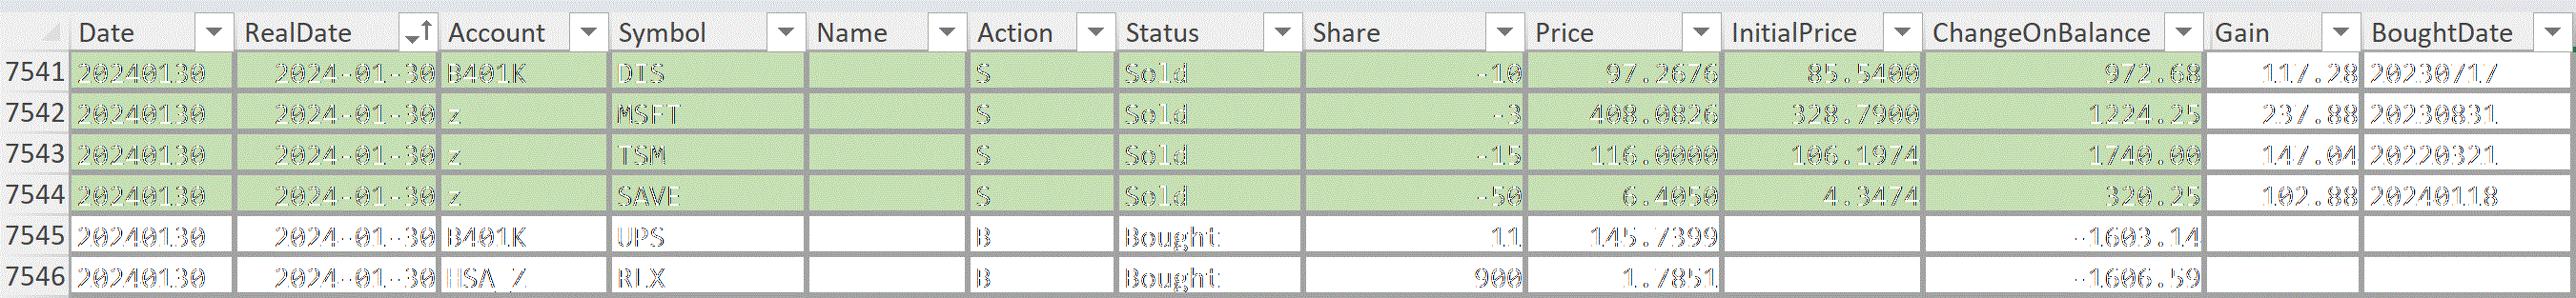 Date RealDate Account Symbol Name Action Status Share Price InitialPrice ChangeOnBalance Gain BoughtDate
7541 20240130 2024-01-30 B401K DIS S Sold -10 97.2676 85.5400 972.68 117.28 20230717
7542 20240130 2024-01-30 z MSFT S Sold -3 408.0826 328.7900 1224.25 237.88 20230831
7543 20240130 2024-01-30 z TSM S Sold -15 116.0000 106.1974 1740.00 147.04 20220321
7544 20240130 2024-01-30 z SAVE S Sold -50 6.4050 4.3474 320.25 102.88 20240118
7545 20240130 2024-01-30 B401K UPS B Bought 11 145.7399 -1603.14
7546 20240130 2024-01-30 HSA_Z RLX B Bought 900 1.7851 -1606.59